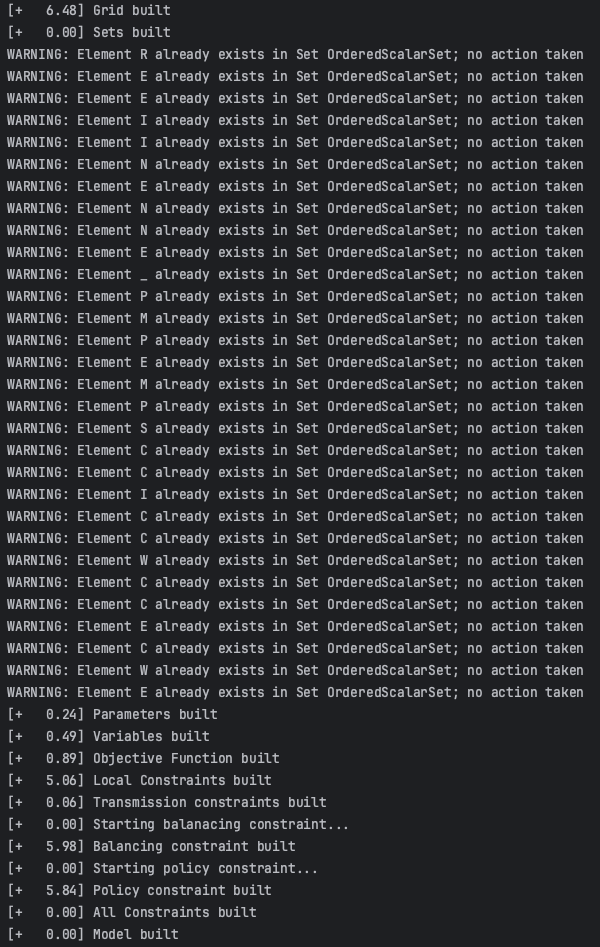 [+   6.48] Grid built
[+   0.00] Sets built
WARNING: Element R already exists in Set OrderedScalarSet; no action taken
WARNING: Element E already exists in Set OrderedScalarSet; no action taken
WARNING: Element E already exists in Set OrderedScalarSet; no action taken
WARNING: Element I already exists in Set OrderedScalarSet; no action taken
WARNING: Element I already exists in Set OrderedScalarSet; no action taken
WARNING: Element N already exists in Set OrderedScalarSet; no action taken
WARNING: Element E already exists in Set OrderedScalarSet; no action taken
WARNING: Element N already exists in Set OrderedScalarSet; no action taken
WARNING: Element N already exists in Set OrderedScalarSet; no action taken
WARNING: Element E already exists in Set OrderedScalarSet; no action taken
WARNING: Element _ already exists in Set OrderedScalarSet; no action taken
WARNING: Element P already exists in Set OrderedScalarSet; no action taken
WARNING: Element M already exists in Set OrderedScalarSet; no action taken
WARNING: Element P already exists in Set OrderedScalarSet; no action taken
WARNING: Element E already exists in Set OrderedScalarSet; no action taken
WARNING: Element M already exists in Set OrderedScalarSet; no action taken
WARNING: Element P already exists in Set OrderedScalarSet; no action taken
WARNING: Element S already exists in Set OrderedScalarSet; no action taken
WARNING: Element C already exists in Set OrderedScalarSet; no action taken
WARNING: Element C already exists in Set OrderedScalarSet; no action taken
WARNING: Element I already exists in Set OrderedScalarSet; no action taken
WARNING: Element C already exists in Set OrderedScalarSet; no action taken
WARNING: Element C already exists in Set OrderedScalarSet; no action taken
WARNING: Element W already exists in Set OrderedScalarSet; no action taken
WARNING: Element C already exists in Set OrderedScalarSet; no action taken
WARNING: Element C already exists in Set OrderedScalarSet; no action taken
WARNING: Element E already exists in Set OrderedScalarSet; no action taken
WARNING: Element C already exists in Set OrderedScalarSet; no action taken
WARNING: Element W already exists in Set OrderedScalarSet; no action taken
WARNING: Element E already exists in Set OrderedScalarSet; no action taken
[+   0.24] Parameters built
[+   0.49] Variables built
[+   0.89] Objective Function built
[+   5.06] Local Constraints built
[+   0.06] Transmission constraints built
[+   0.00] Starting balanacing constraint...
[+   5.98] Balancing constraint built
[+   0.00] Starting policy constraint...
[+   5.84] Policy constraint built
[+   0.00] All Constraints built
[+   0.00] Model built